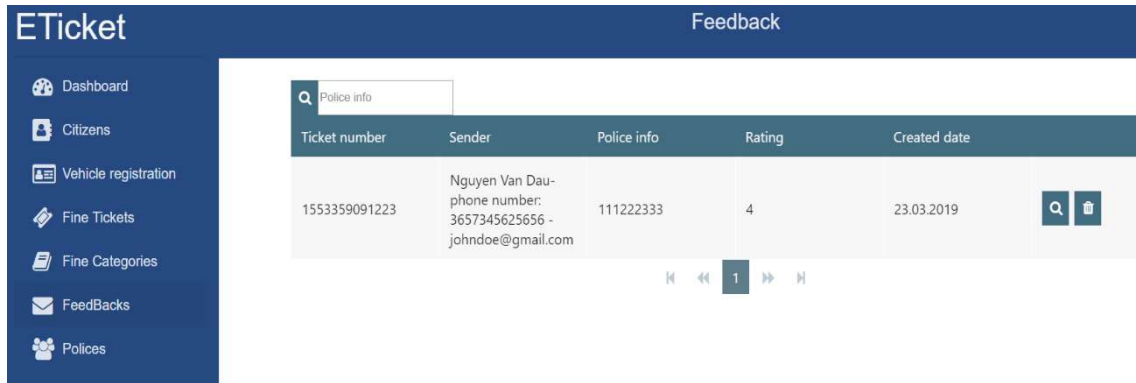 ETicket
Feedback
Dashboard
Citizens
Vehicle registration
Fine Tickets
Fine Categories
FeedBacks
Polices
Police info
Ticket number Sender Police info Rating Created date
1553359091223
Nguyen Van Dau-
phone number:
3657345625656 -
johndoe@gmail.com
111222333
4
23.03.2019
1